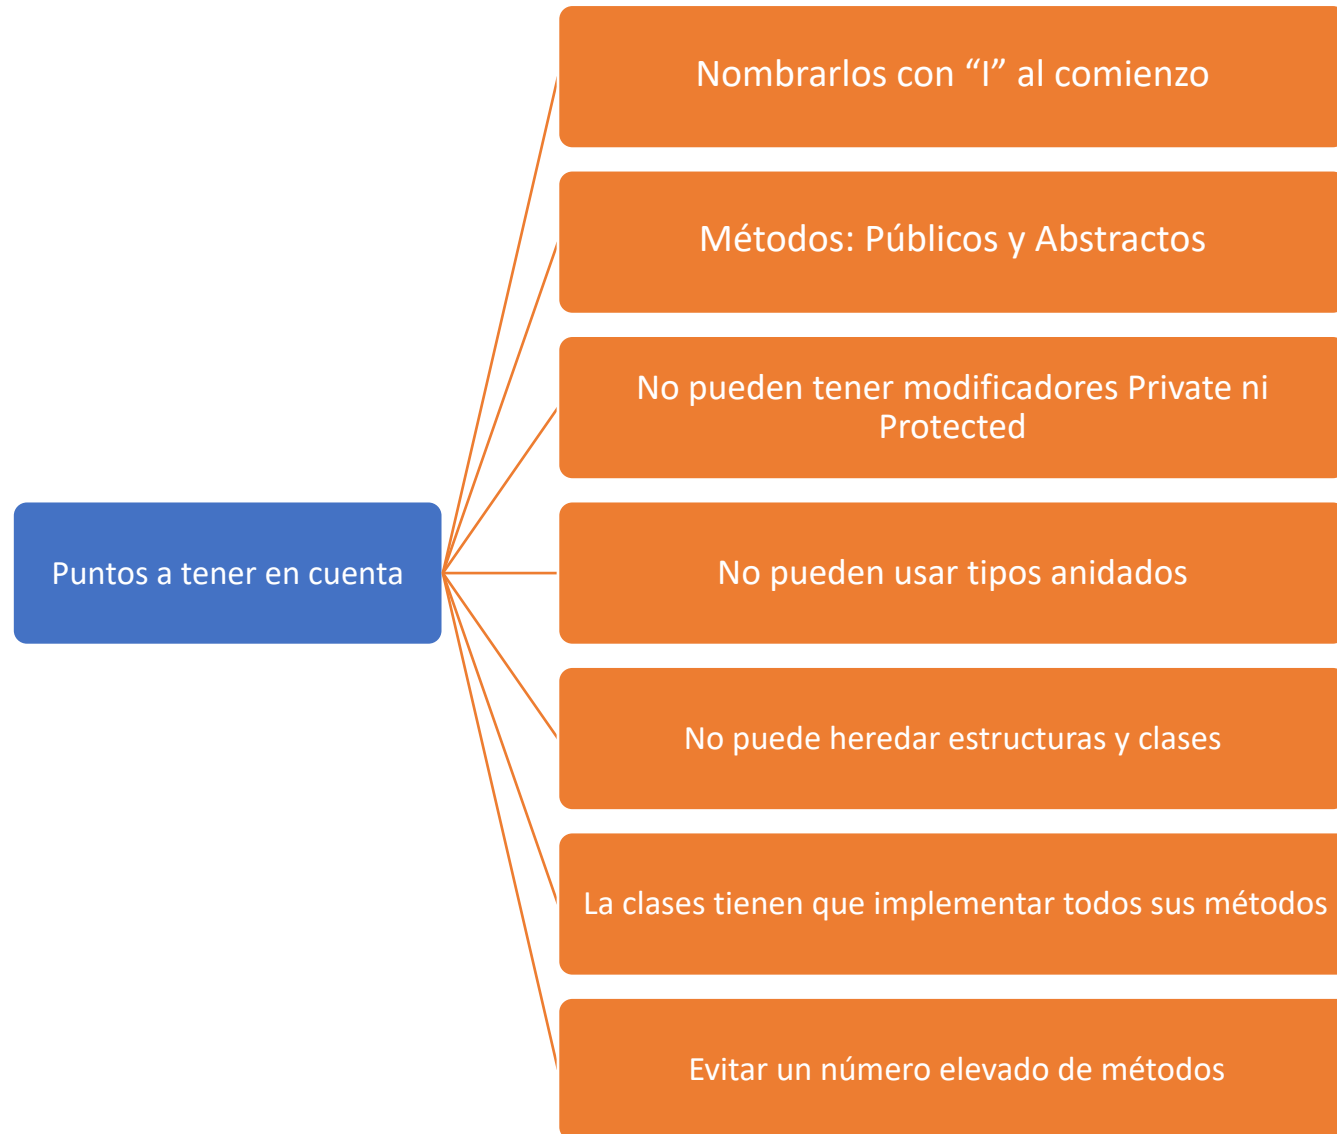 Nombrarlos con “I” al comienzo
Métodos: Públicos y Abstractos
No pueden tener modificadores Private ni
Protected
Puntos a tener en cuenta
No pueden usar tipos anidados
No puede heredar estructuras y clases
La clases tienen que implementar todos sus métodos
Evitar un número elevado de métodos